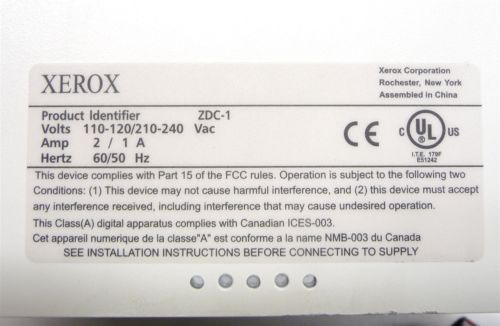 Xerox Corporation
Rochester, New York
Assembled in China
XEROX
Product Identifier ZDC-1
Volts 110-120/210-240 Vac
Amp 2 / 1 A
Hertz 60/50 Hz
CE
C UL US
I.T.E. 179F
E51242
This device complies with Part 15 of the FCC rules. Operation is subject to the following two
Conditions: (1) This device may not cause harmful interference, and (2) this device must accept
any interference received, including interference that may cause undesired operation.
This Class(A) digital apparatus complies with Canadian ICES-003.
Cet appareil numerique de la classe"A" est conforme a la name NMB-003 du Canada
SEE INSTALLATION INSTRUCTIONS BEFORE CONNECTING TO SUPPLY